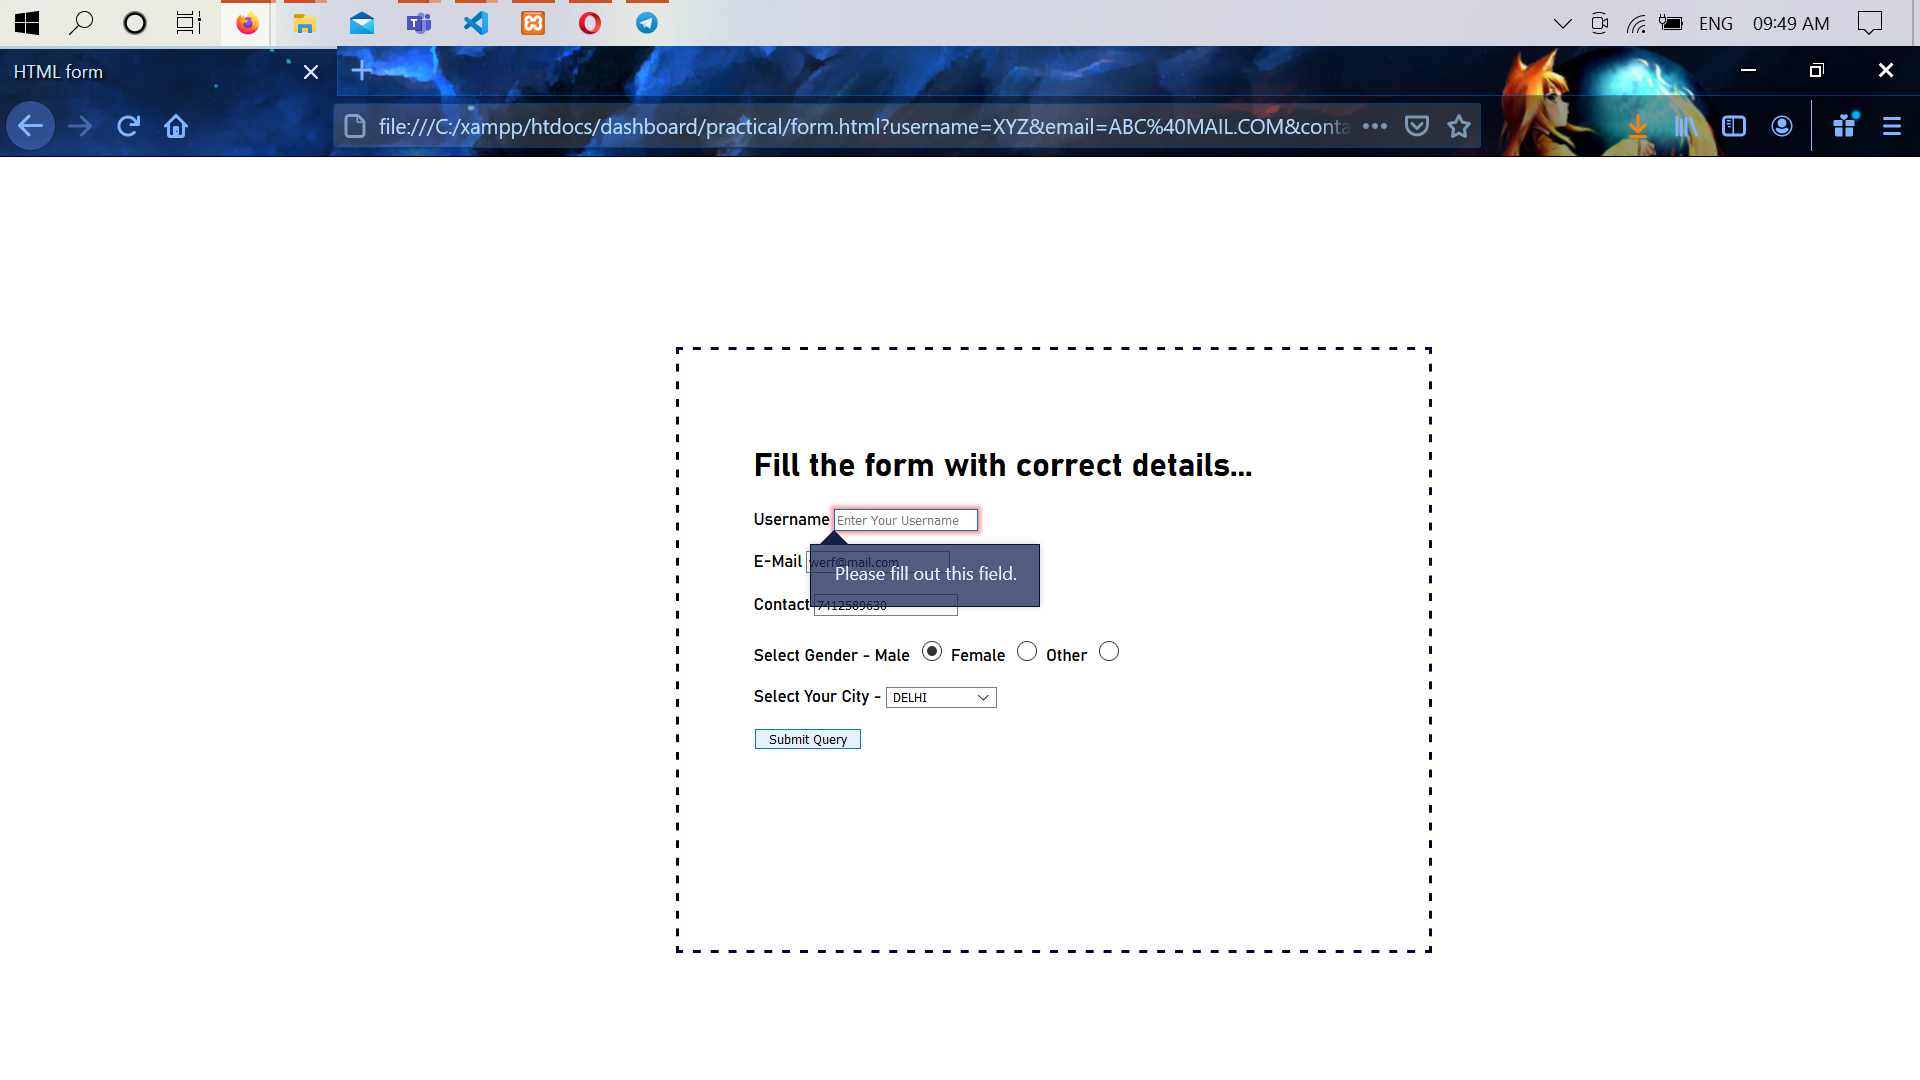 ENG 09:49 AM
HTML form
file:///C:/xampp/htdocs/dashboard/practical/form.html?username=XYZ&email=ABC%40MAIL.COM&conta
Fill the form with correct details...
Username Enter Your Username
E-Mail werf@mail.com
Please fill out this field.
Contact 7412589630
Select Gender - Male Female Other
Select Your City - DELHI
Submit Query